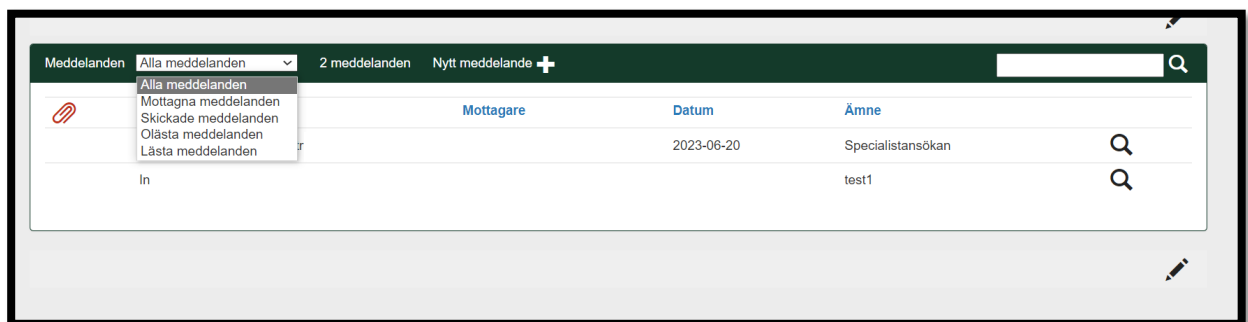 Meddelanden Alla meddelanden 2 meddelanden Nytt meddelande
Alla meddelanden
Mottagna meddelanden
Skickade meddelanden
Olästa meddelanden
Lästa meddelanden
Mottagare Datum Ämne
2023-06-20 Specialistansökan
In test1